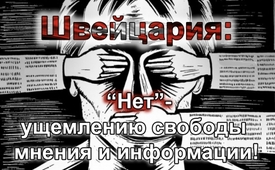 Швейцария:
“Нет”-
ущемлению свободы
мнения и информации!